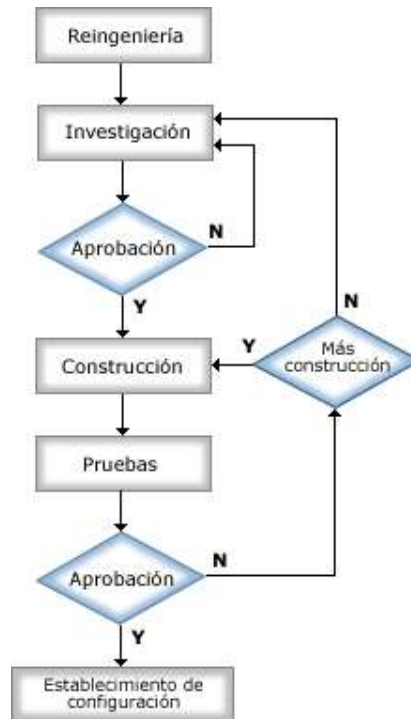 Reingeniería
Investigación
Aprobación
N
Y
N
Construcción
Y
Más
construcción
Pruebas
Aprobación
N
Y
Establecimiento de
configuración